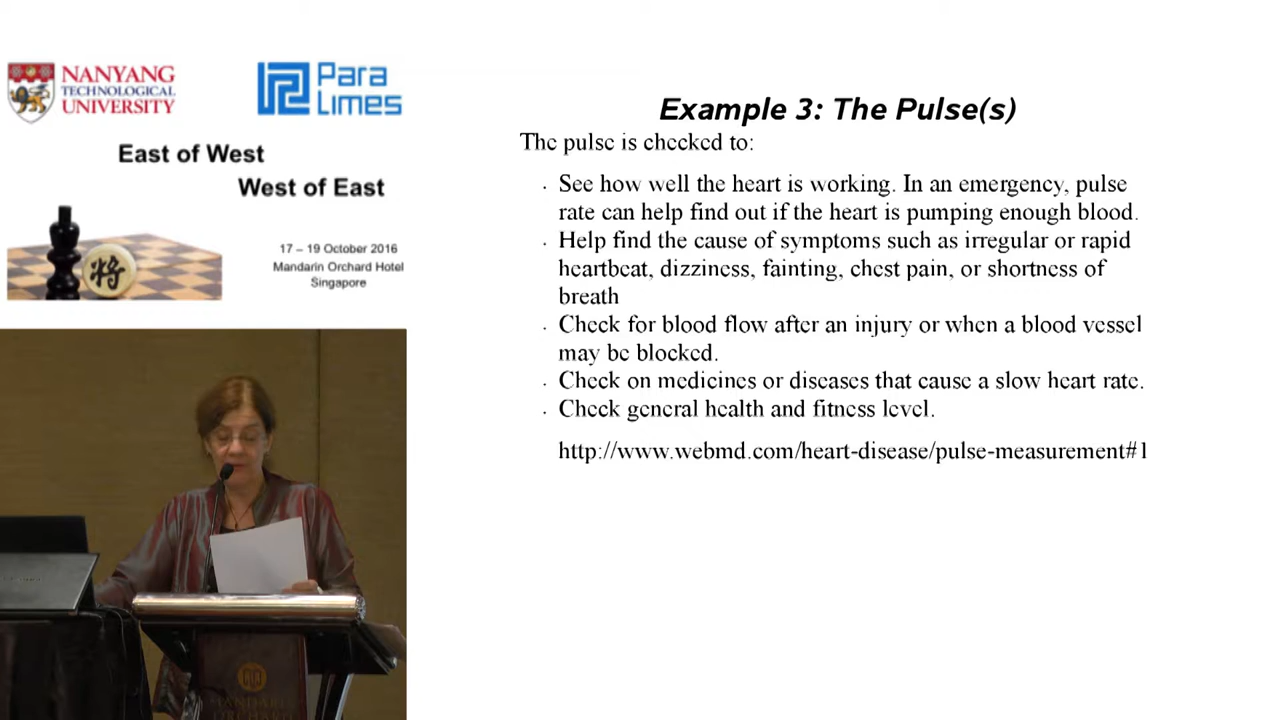 NANYANG
TECHNOLOGICAL
UNIVERSITY
Para
Limes
East of West
West of East
将
17 – 19 October 2016
Mandarin Orchard Hotel
Singapore
Example 3: The Pulse(s)
The pulse is checked to:
· See how well the heart is working. In an emergency, pulse
rate can help find out if the heart is pumping enough blood.
· Help find the cause of symptoms such as irregular or rapid
heartbeat, dizziness, fainting, chest pain, or shortness of
breath
· Check for blood flow after an injury or when a blood vessel
may be blocked.
· Check on medicines or diseases that cause a slow heart rate.
· Check general health and fitness level.
http://www.webmd.com/heart-disease/pulse-measurement#1
MANDARIN
ORCHARD